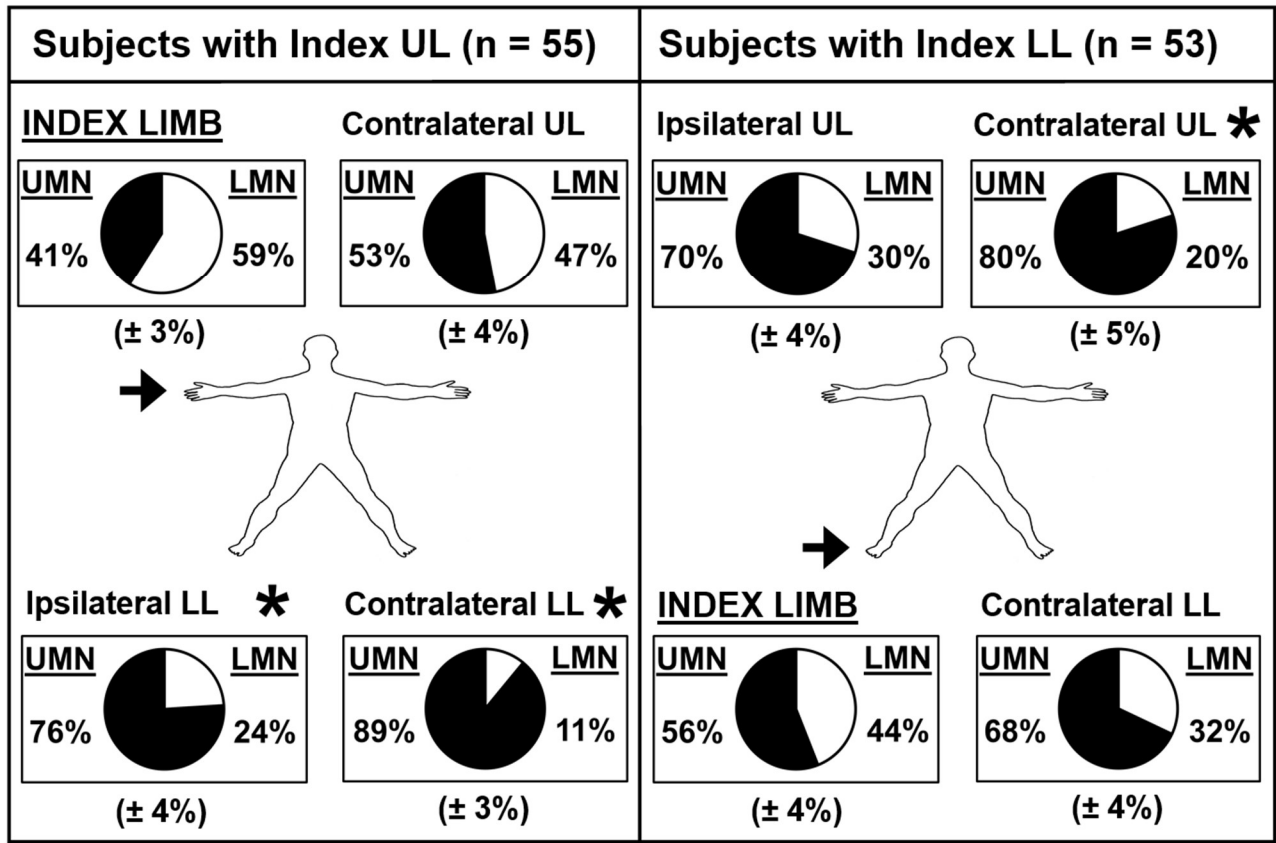 Subjects with Index UL (n = 55)
INDEX LIMB
Contralateral UL
UMN
LMN
41%
59%
(± 3%)
UMN
LMN
53%
47%
(± 4%)
Ipsilateral LL *
Contralateral LL *
UMN
LMN
76%
24%
(± 4%)
UMN
LMN
89%
11%
(± 3%)
Subjects with Index LL (n = 53)
Ipsilateral UL
Contralateral UL *
UMN
LMN
70%
30%
(± 4%)
UMN
LMN
80%
20%
(± 5%)
INDEX LIMB
Contralateral LL
UMN
LMN
56%
44%
(± 4%)
UMN
LMN
68%
32%
(± 4%)